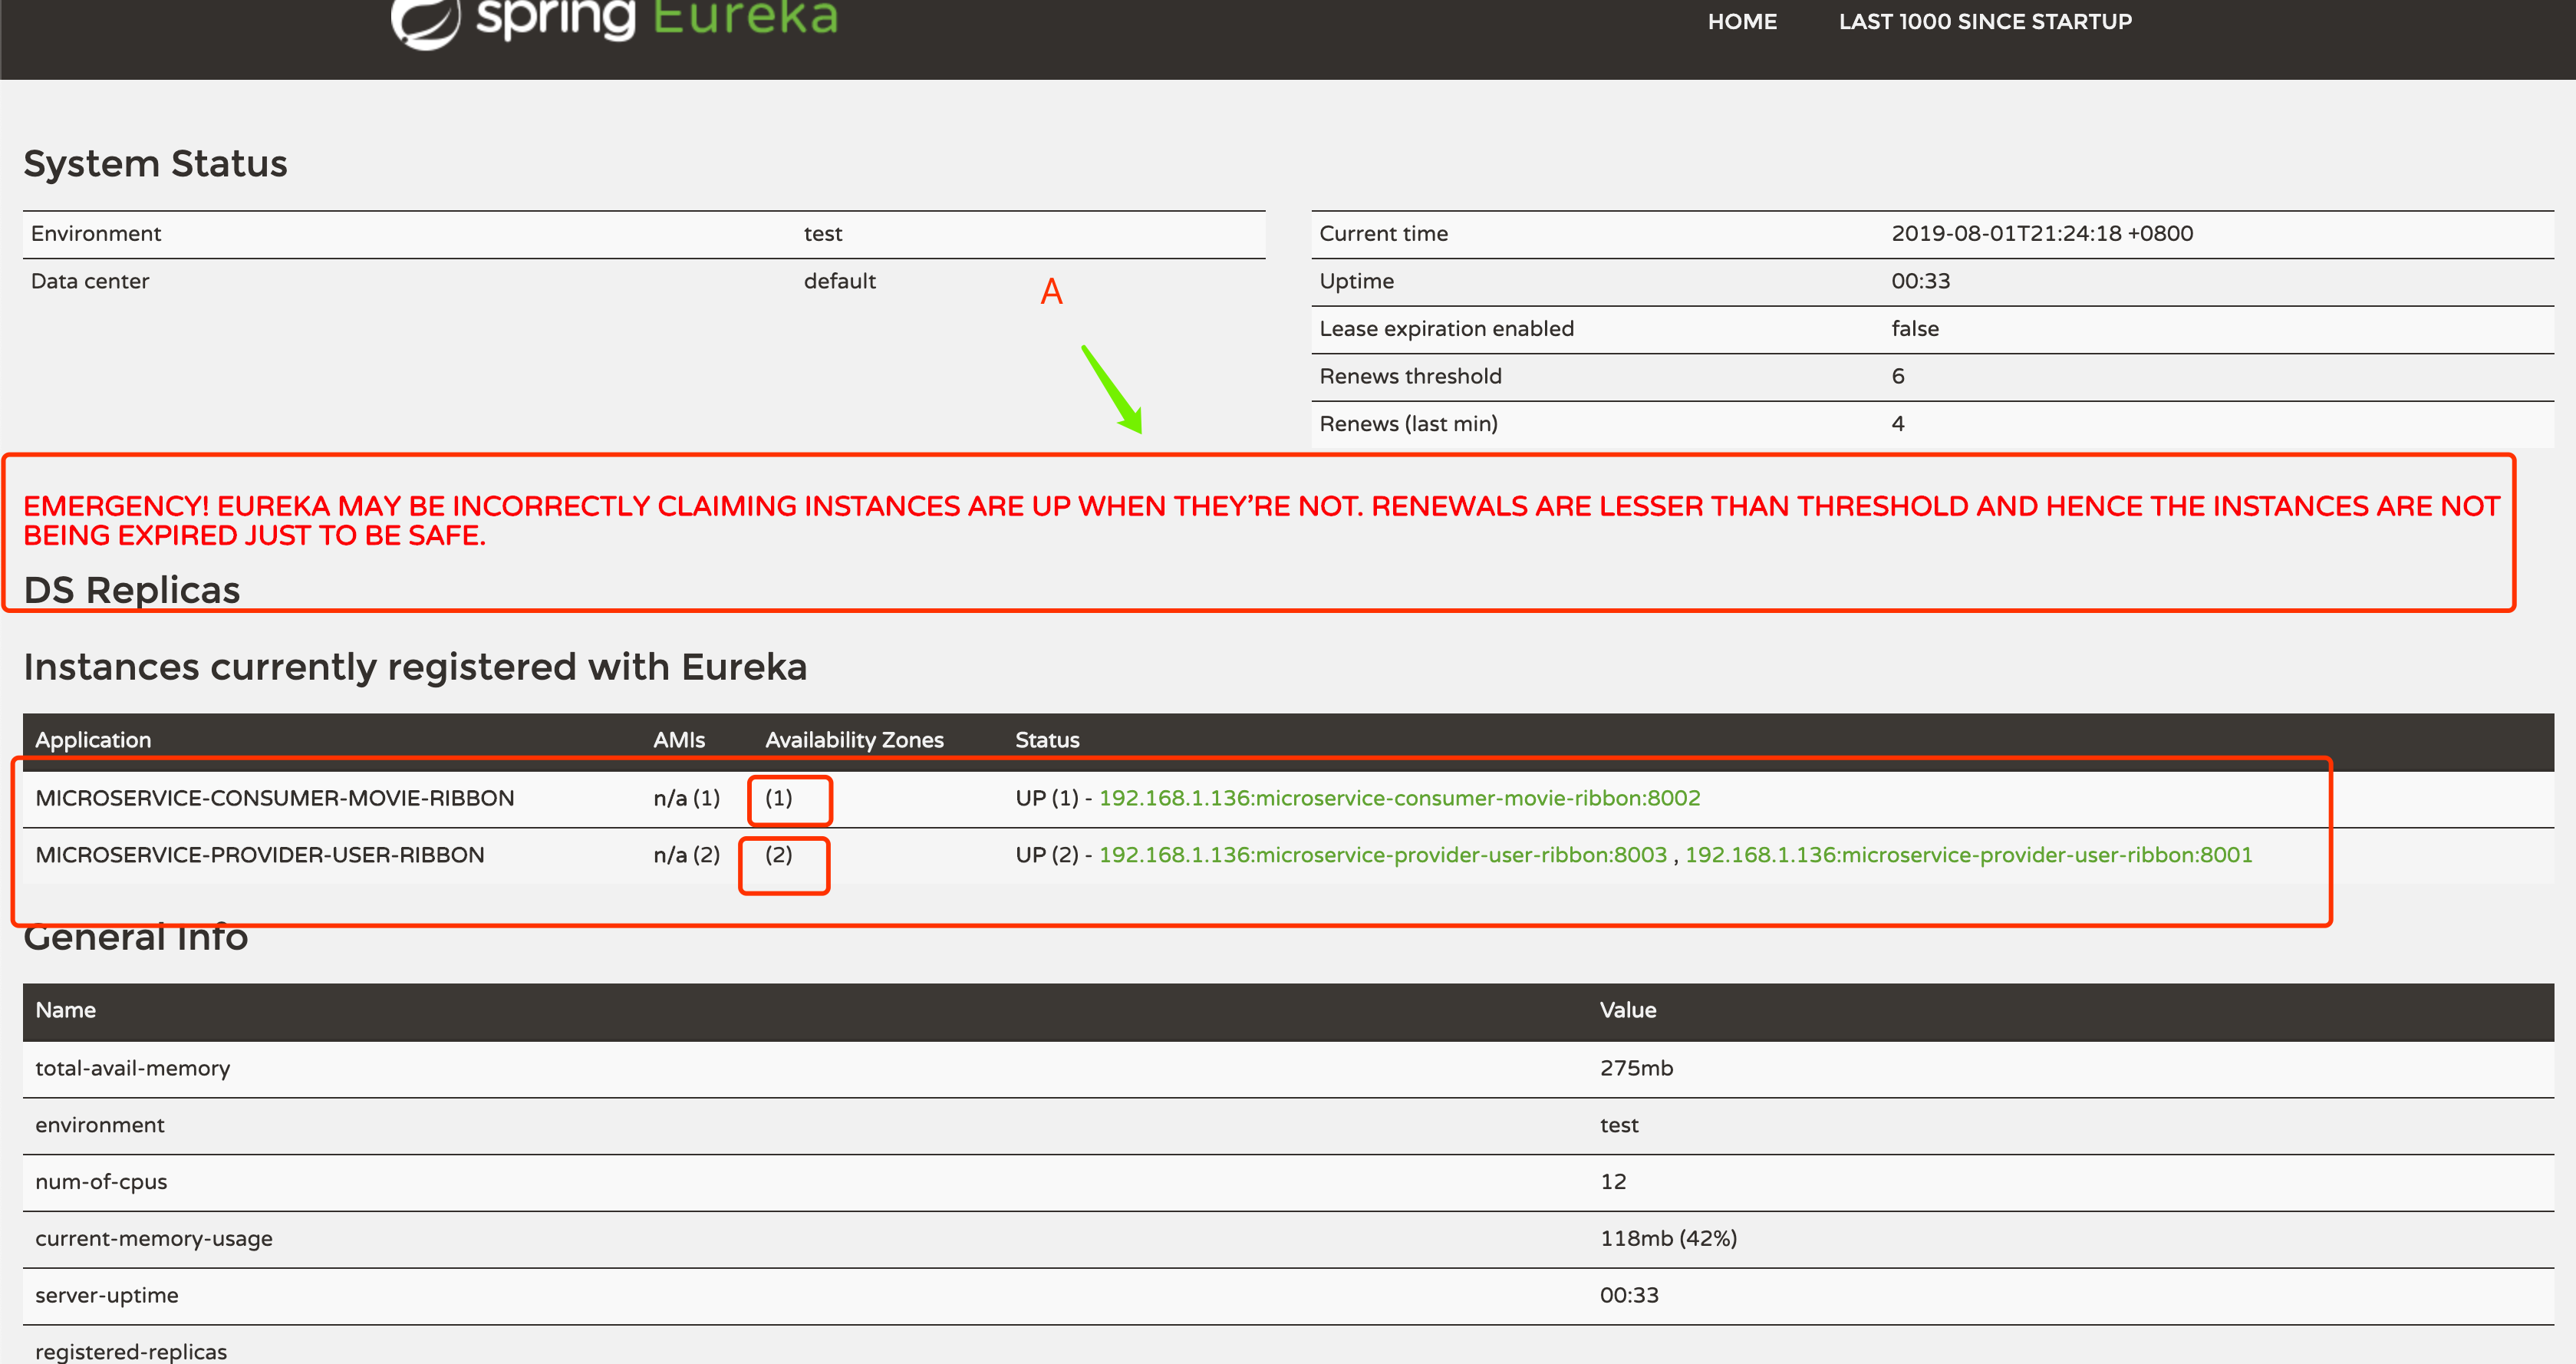 spring Eureka
HOME LAST 1000 SINCE STARTUP
System Status
Environment test
Data center default
A
Current time 2019-08-01T21:24:18 +0800
Uptime 00:33
Lease expiration enabled false
Renews threshold 6
Renews (last min) 4
EMERGENCY! EUREKA MAY BE INCORRECTLY CLAIMING INSTANCES ARE UP WHEN THEY’RE NOT. RENEWALS ARE LESSER THAN THRESHOLD AND HENCE THE INSTANCES ARE NOT
BEING EXPIRED JUST TO BE SAFE.
DS Replicas
Instances currently registered with Eureka
Application AMIs Availability Zones Status
MICROSERVICE-CONSUMER-MOVIE-RIBBON n/a (1) (1) UP (1) - 192.168.1.136:microservice-consumer-movie-ribbon:8002
MICROSERVICE-PROVIDER-USER-RIBBON n/a (2) (2) UP (2) - 192.168.1.136:microservice-provider-user-ribbon:8003 , 192.168.1.136:microservice-provider-user-ribbon:8001
General Info
Name Value
total-avail-memory 275mb
environment test
num-of-cpus 12
current-memory-usage 118mb (42%)
server-uptime 00:33
registered-replicas